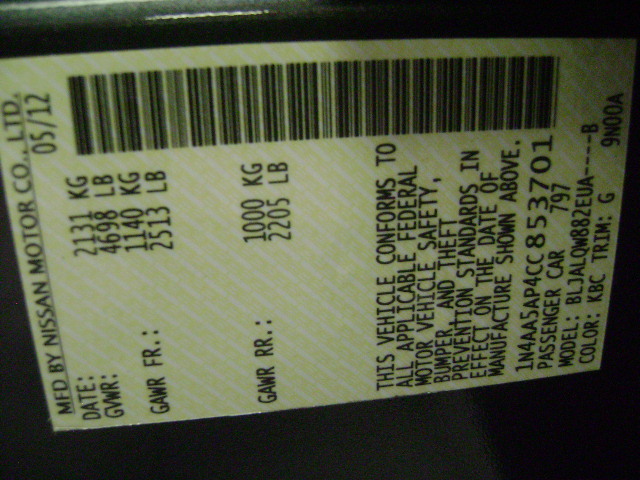 MFD BY NISSAN MOTOR CO., LTD.
DATE: 05/12
GVWR: 2131 KG
4698 LB
GAWR FR.: 1140 KG
2513 LB
GAWR RR.: 1000 KG
2205 LB
THIS VEHICLE CONFORMS TO
ALL APPLICABLE FEDERAL
MOTOR VEHICLE SAFETY,
BUMPER, AND THEFT
PREVENTION STANDARDS IN
EFFECT ON THE DATE OF
MANUFACTURE SHOWN ABOVE.
1N4AA5AP4CC853701
PASSENGER CAR 797
MODEL: BLJALQW882EUA----B
COLOR: KBC TRIM: G 9N00A